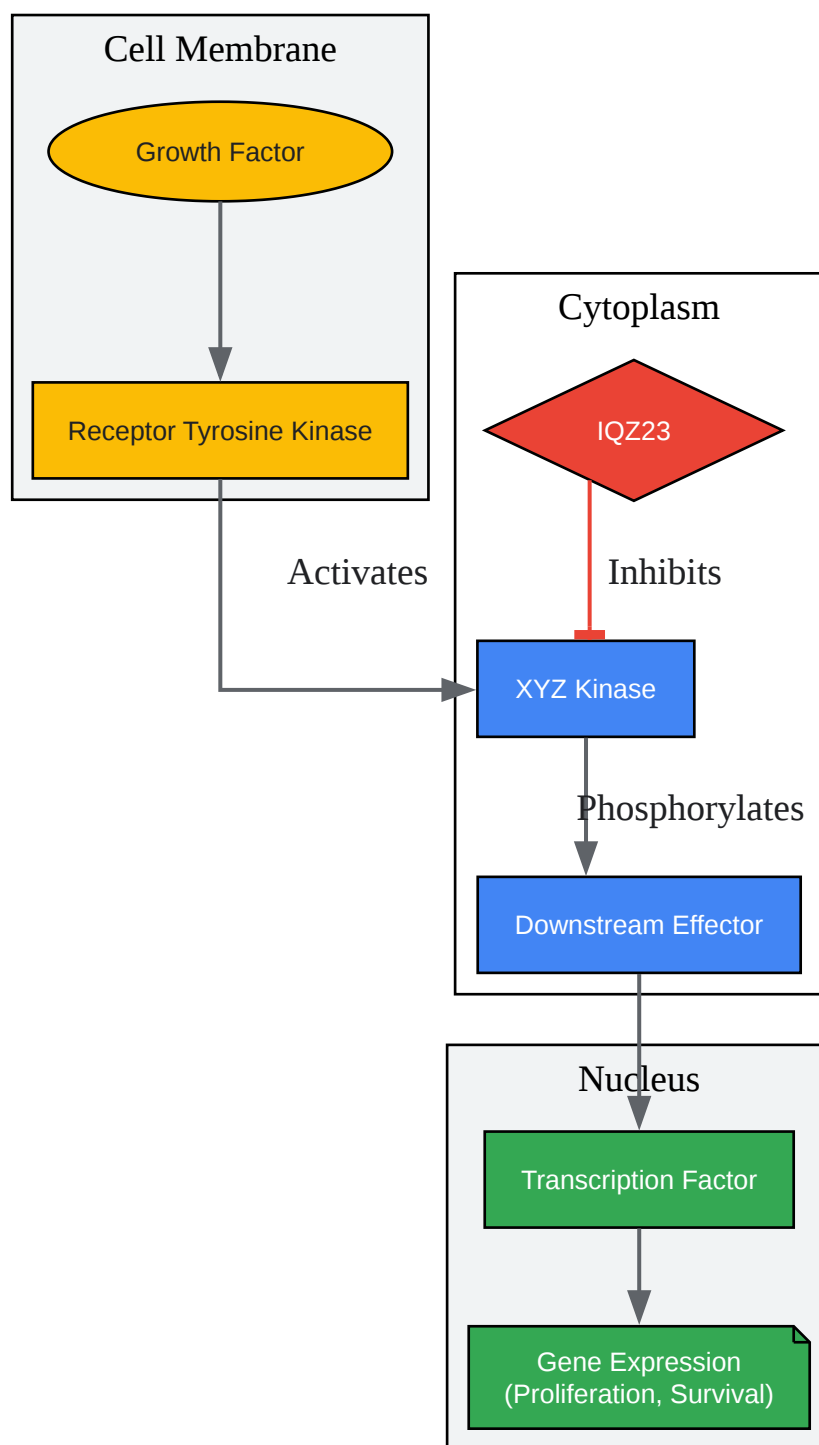 Cell Membrane
Growth Factor
Receptor Tyrosine Kinase
Cytoplasm
IQZ23
Activates
Inhibits
XYZ Kinase
Phosphorylates
Downstream Effector
Nucleus
Transcription Factor
Gene Expression
(Proliferation, Survival)